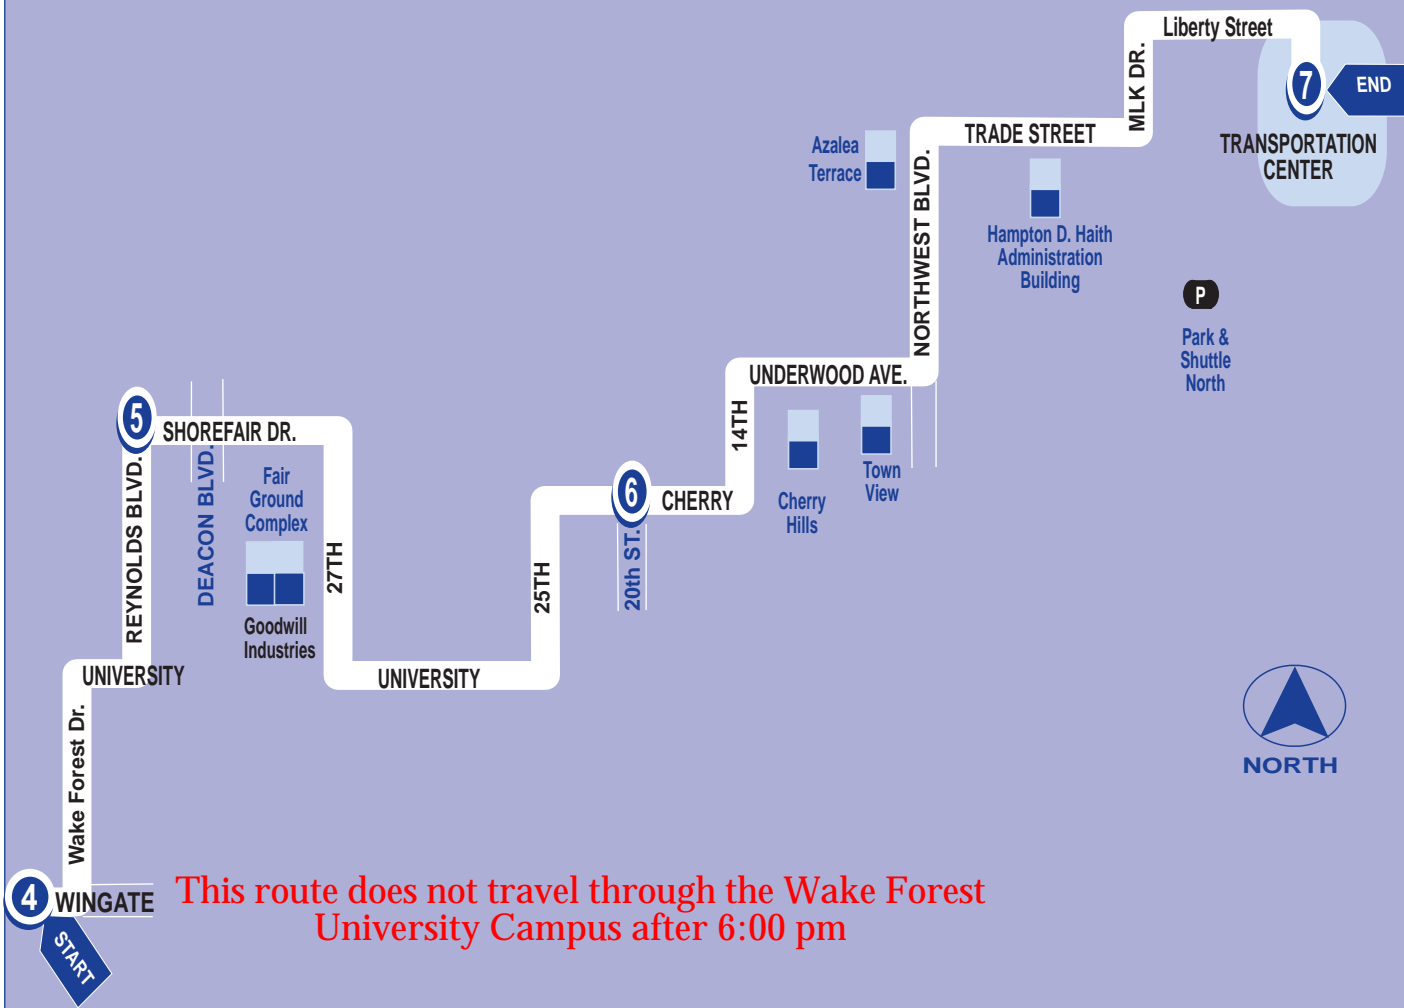 Liberty Street
MLK DR.
7
END
TRANSPORTATION
CENTER
TRADE STREET
Azalea
Terrace
NORTHWEST BLVD.
Hampton D. Haith
Administration
Building
P
Park &
Shuttle
North
UNDERWOOD AVE.
14TH
Town
View
Cherry
Hills
5
SHOREFAIR DR.
REYNOLDS BLVD.
DEACON BLVD.
Fair
Ground
Complex
Goodwill
Industries
27TH
6
CHERRY
20th ST.
25TH
UNIVERSITY
UNIVERSITY
Wake Forest Dr.
NORTH
4
WINGATE
START
This route does not travel through the Wake Forest
University Campus after 6:00 pm